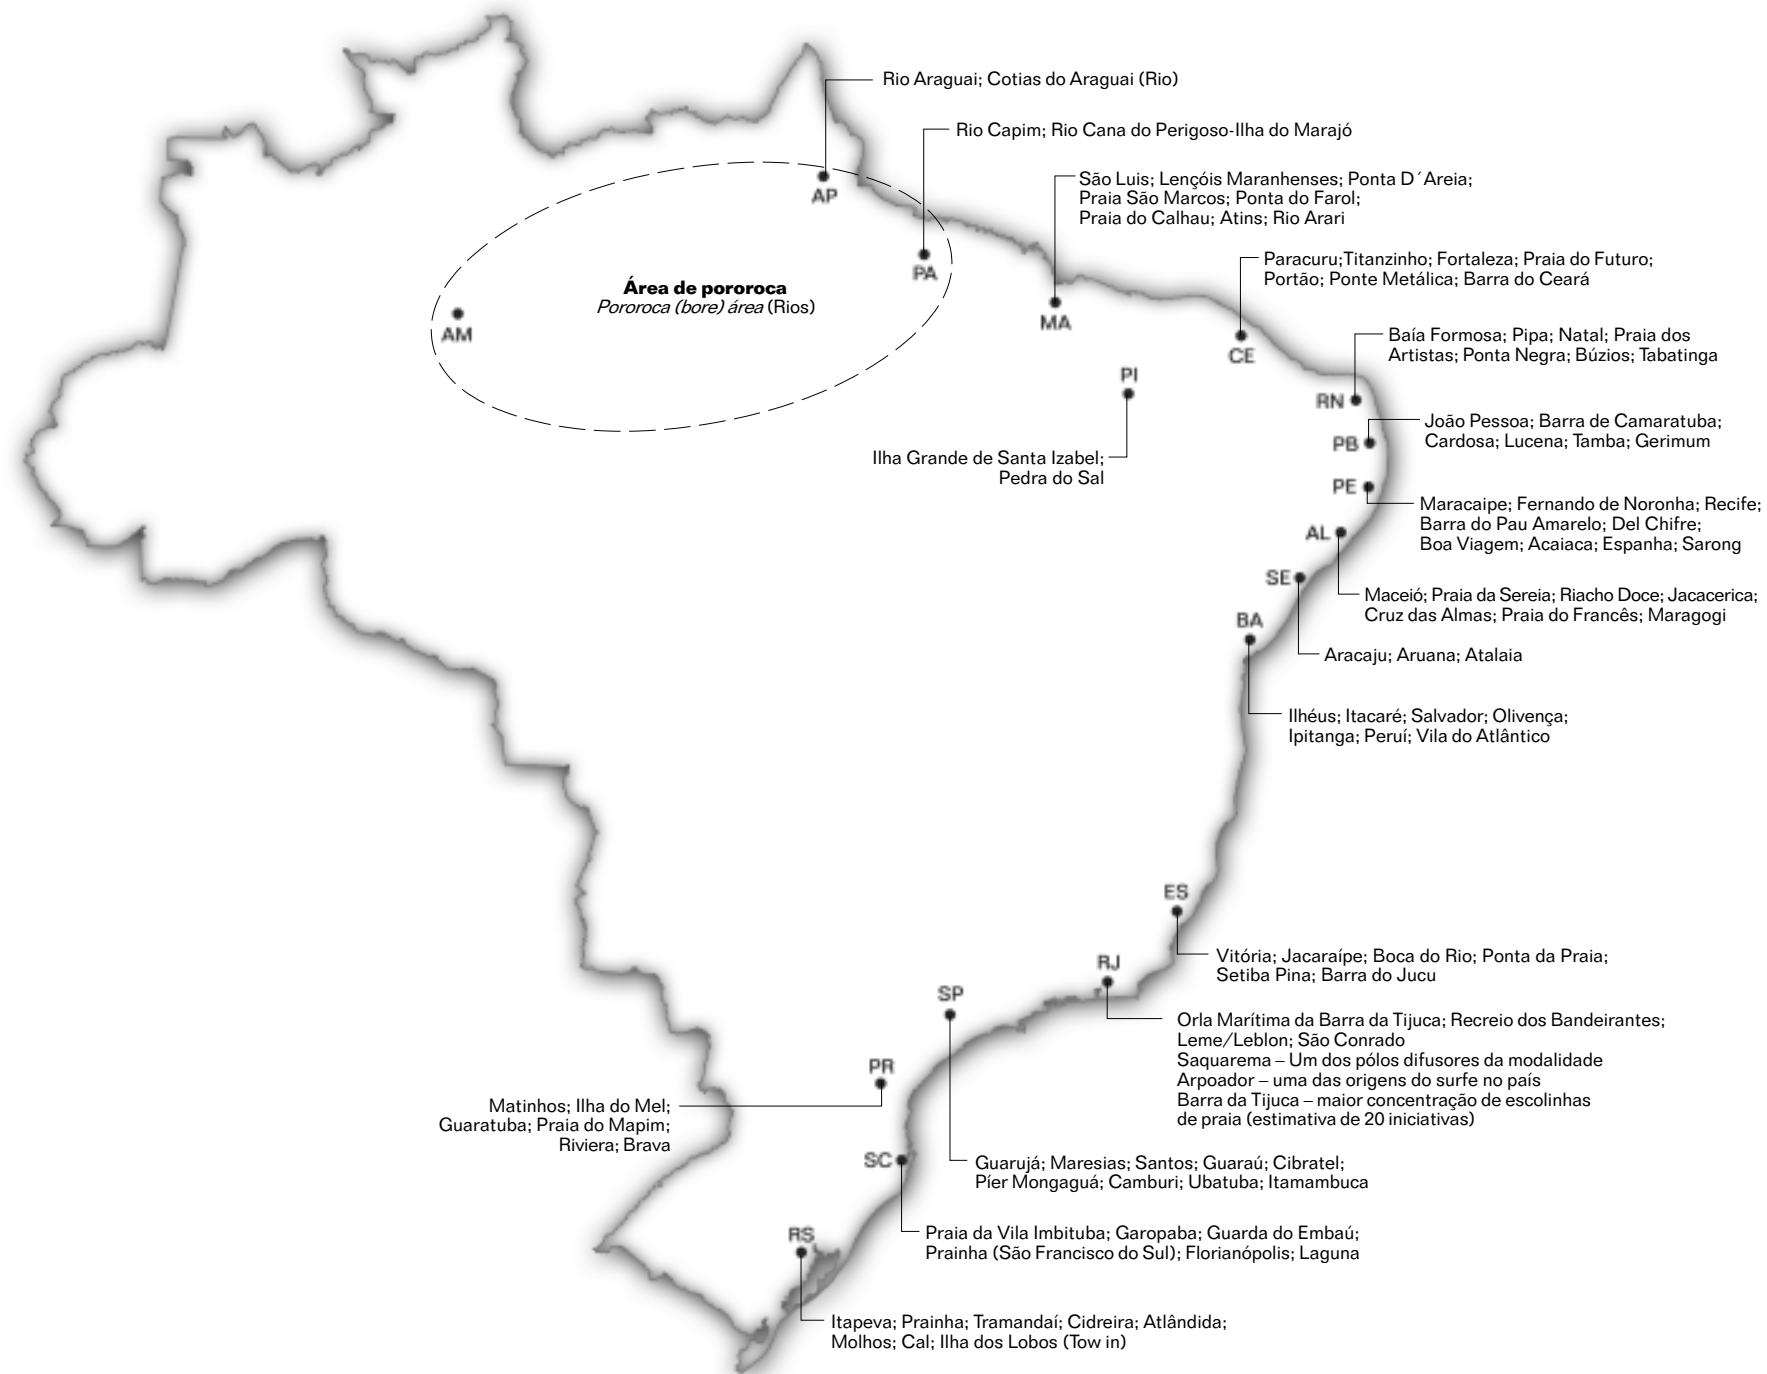 Rio Araguai; Cotias do Araguai (Rio)
Rio Capim; Rio Cana do Perigoso-Ilha do Marajó
AP
São Luis; Lençóis Maranhenses; Ponta D´Areia;
Praia São Marcos; Ponta do Farol;
Praia do Calhau; Atins; Rio Arari
PA
Paracuru;Titanzinho; Fortaleza; Praia do Futuro;
Portão; Ponte Metálica; Barra do Ceará
Área de pororoca
Pororoca (bore) área (Rios)
AM
MA
CE
Baía Formosa; Pipa; Natal; Praia dos
Artistas; Ponta Negra; Búzios; Tabatinga
PI
RN
João Pessoa; Barra de Camaratuba;
Cardosa; Lucena; Tamba; Gerimum
PB
Ilha Grande de Santa Izabel;
Pedra do Sal
PE
Maracaipe; Fernando de Noronha; Recife;
Barra do Pau Amarelo; Del Chifre;
Boa Viagem; Acaiaca; Espanha; Sarong
AL
SE
Maceió; Praia da Sereia; Riacho Doce; Jacacerica;
Cruz das Almas; Praia do Francês; Maragogi
BA
Aracaju; Aruana; Atalaia
Ilhéus; Itacaré; Salvador; Olivença;
Ipitanga; Peruí; Vila do Atlântico
ES
Vitória; Jacaraípe; Boca do Rio; Ponta da Praia;
Setiba Pina; Barra do Jucu
RJ
SP
Orla Marítima da Barra da Tijuca; Recreio dos Bandeirantes;
Leme/Leblon; São Conrado
Saquarema – Um dos pólos difusores da modalidade
Arpoador – uma das origens do surfe no país
Barra da Tijuca – maior concentração de escolinhas
de praia (estimativa de 20 iniciativas)
PR
Matinhos; Ilha do Mel;
Guaratuba; Praia do Mapim;
Riviera; Brava
SC
Guarujá; Maresias; Santos; Guaraú; Cibratel;
Píer Mongaguá; Camburi; Ubatuba; Itamambuca
Praia da Vila Imbituba; Garopaba; Guarda do Embaú;
Prainha (São Francisco do Sul); Florianópolis; Laguna
RS
Itapeva; Prainha; Tramandaí; Cidreira; Atlândida;
Molhos; Cal; Ilha dos Lobos (Tow in)